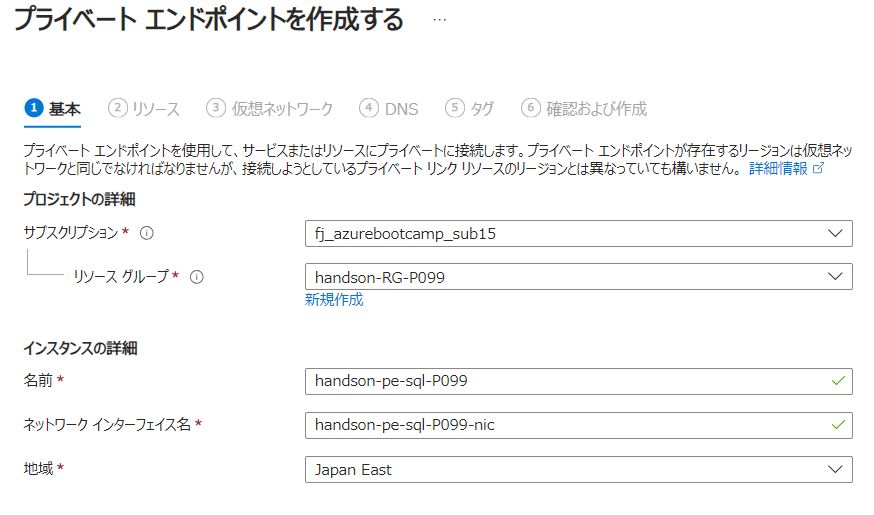 プライベート エンドポイントを作成する ...
1 基本 2 リソース 3 仮想ネットワーク 4 DNS 5 タグ 6 確認および作成
プライベート エンドポイントを使用して、サービスまたはリソースにプライベートに接続します。プライベート エンドポイントが存在するリージョンは仮想ネッ
トワークと同じでなければなりませんが、接続しようとしているプライベート リンク リソースのリージョンとは異なっていても構いません。 詳細情報
プロジェクトの詳細
サブスクリプション * fj_azurebootcamp_sub15
リソース グループ * handson-RG-P099
新規作成
インスタンスの詳細
名前 * handson-pe-sql-P099
ネットワーク インターフェイス名 * handson-pe-sql-P099-nic
地域 * Japan East